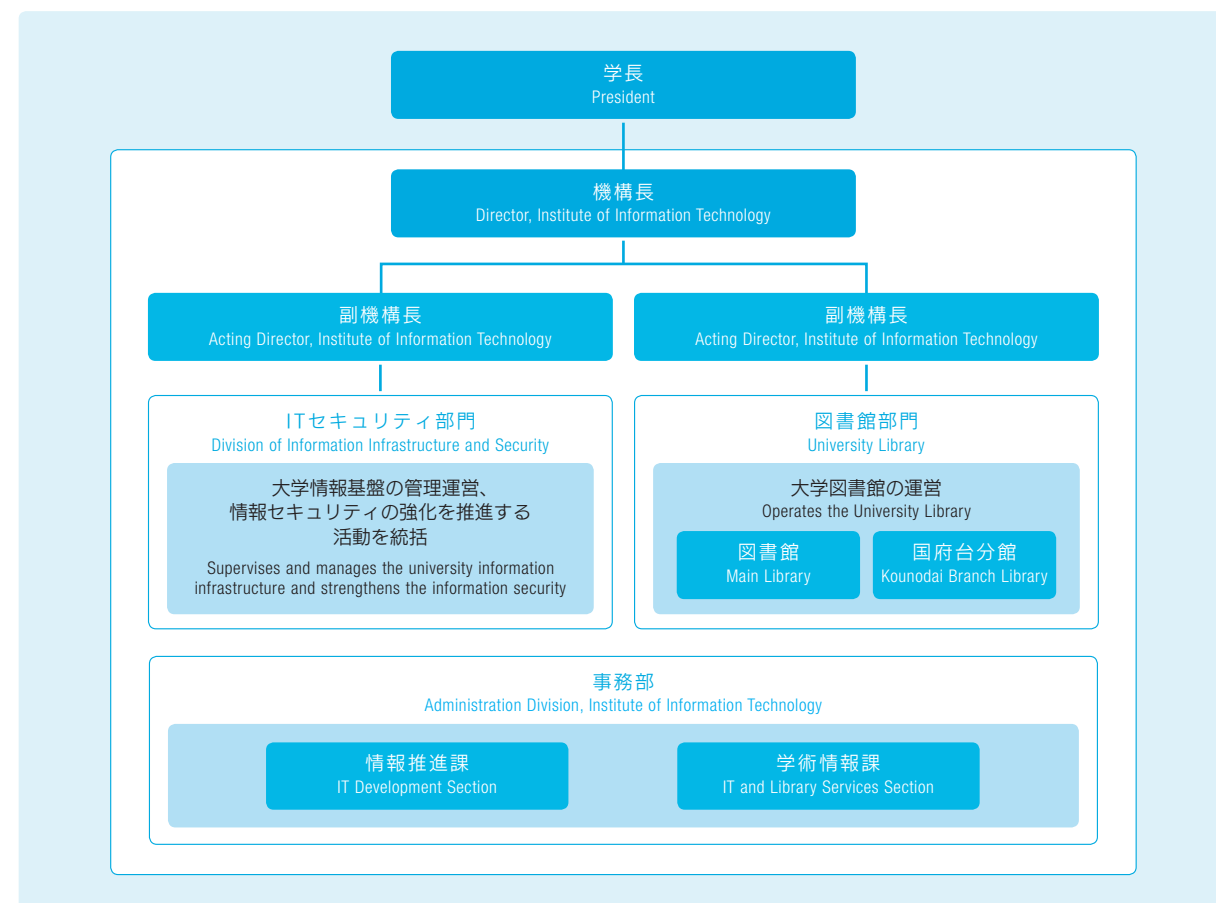 学長
President
機構長
Director, Institute of Information Technology
副機構長
Acting Director, Institute of Information Technology
副機構長
Acting Director, Institute of Information Technology
ITセキュリティ部門
Division of Information Infrastructure and Security
大学情報基盤の管理運営、
情報セキュリティの強化を推進する
活動を統括
Supervises and manages the university information
infrastructure and strengthens the information security
図書館部門
University Library
大学図書館の運営
Operates the University Library
図書館
Main Library
国府台分館
Kounodai Branch Library
事務部
Administration Division, Institute of Information Technology
情報推進課
IT Development Section
学術情報課
IT and Library Services Section